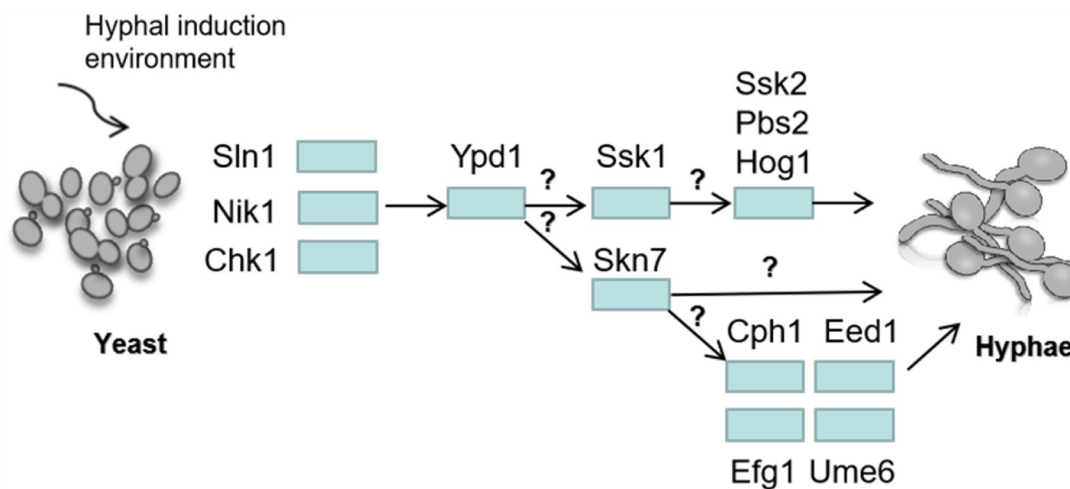 Hyphal induction
environment
Sln1
Nik1
Chk1
Ypd1
?
?
Ssk1
?
Ssk2
Pbs2
Hog1
Skn7
?
?
Cph1 Eed1
Efg1 Ume6
Yeast
Hyphae